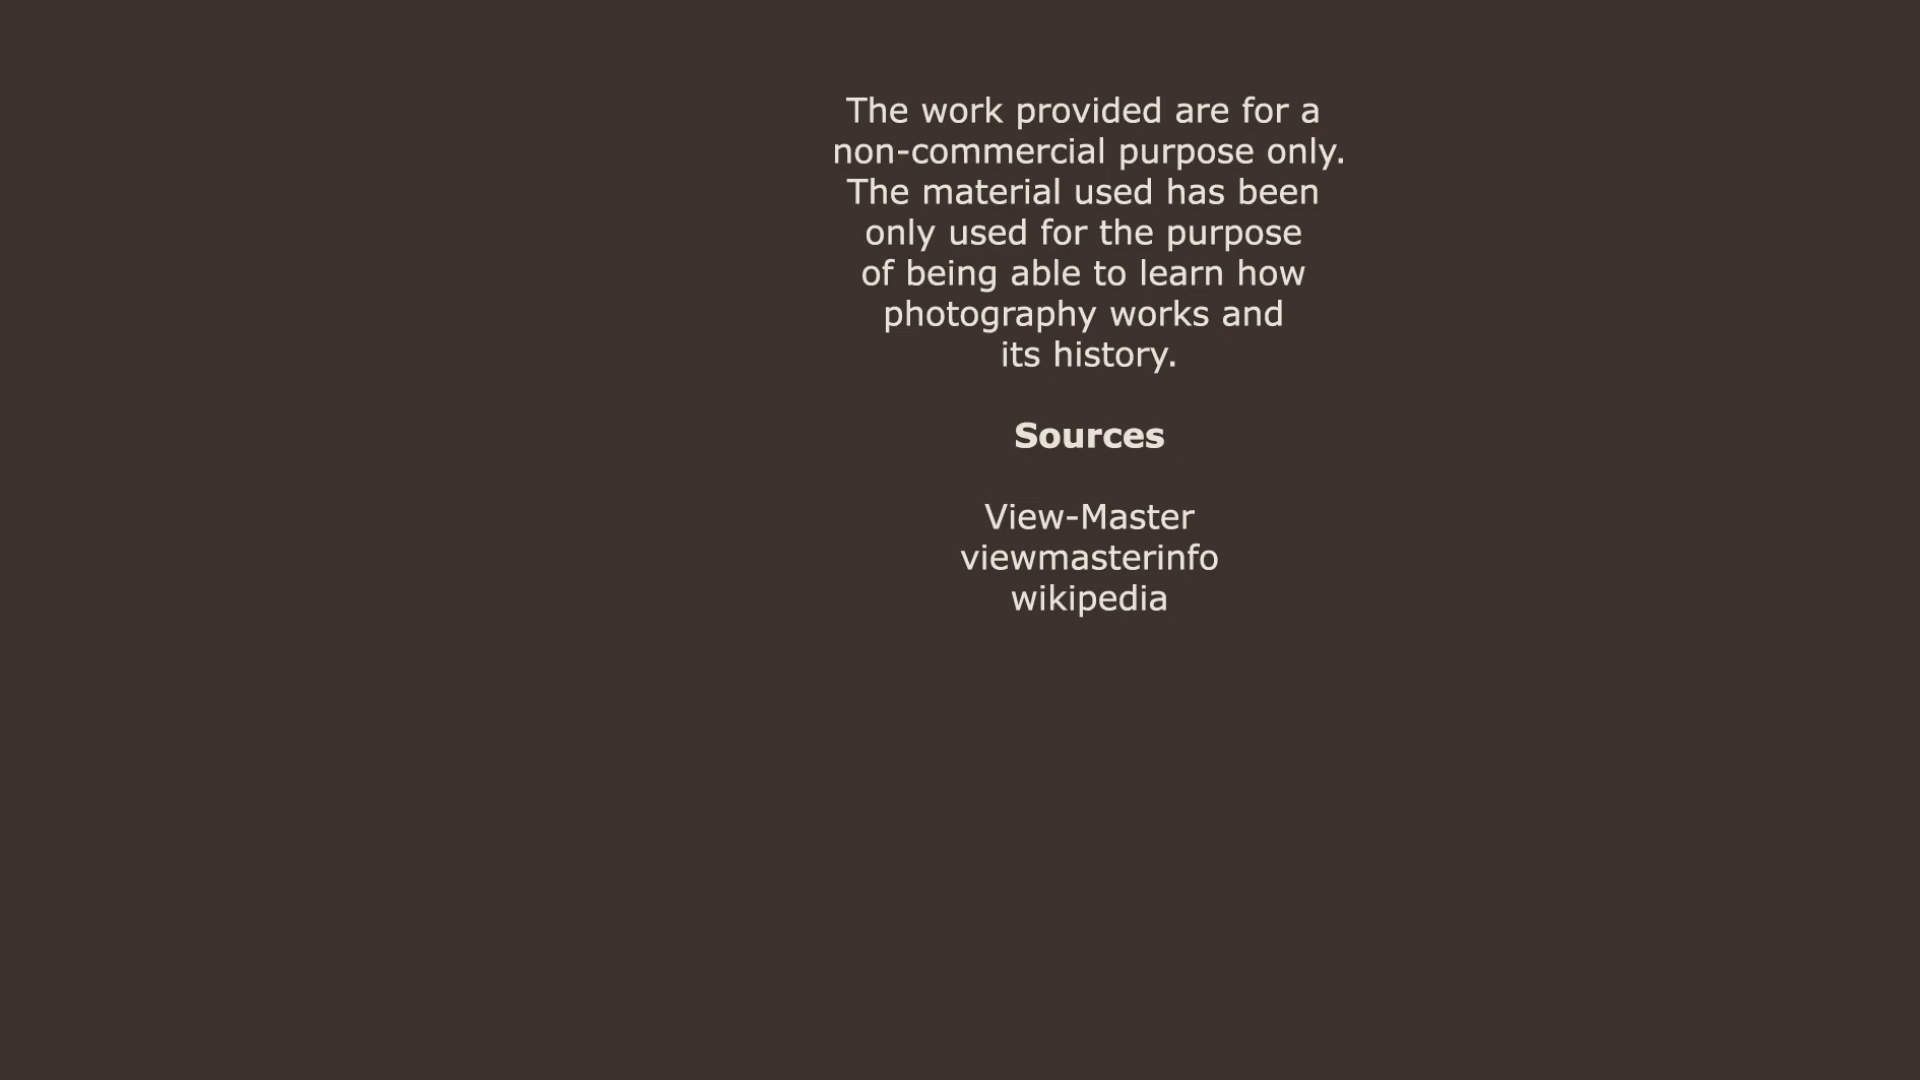 The work provided are for a
non-commercial purpose only.
The material used has been
only used for the purpose
of being able to learn how
photography works and
its history.
Sources
View-Master
viewmasterinfo
wikipedia